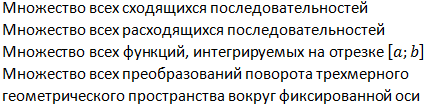 Множество всех сходящихся последовательностей
Множество всех расходящихся последовательностей
Множество всех функций, интегрируемых на отрезке [a; b]
Множество всех преобразований поворота трехмерного
геометрического пространства вокруг фиксированной оси